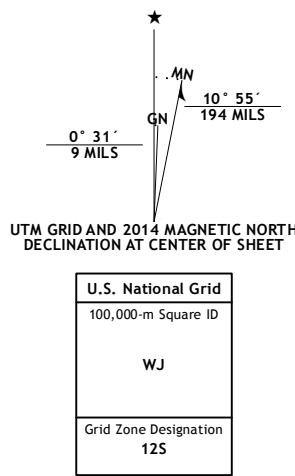 MN
GN
10° 55´
194 MILS
0° 31´
9 MILS
UTM GRID AND 2014 MAGNETIC NORTH
DECLINATION AT CENTER OF SHEET
U.S. National Grid
100,000-m Square ID
WJ
Grid Zone Designation
12S